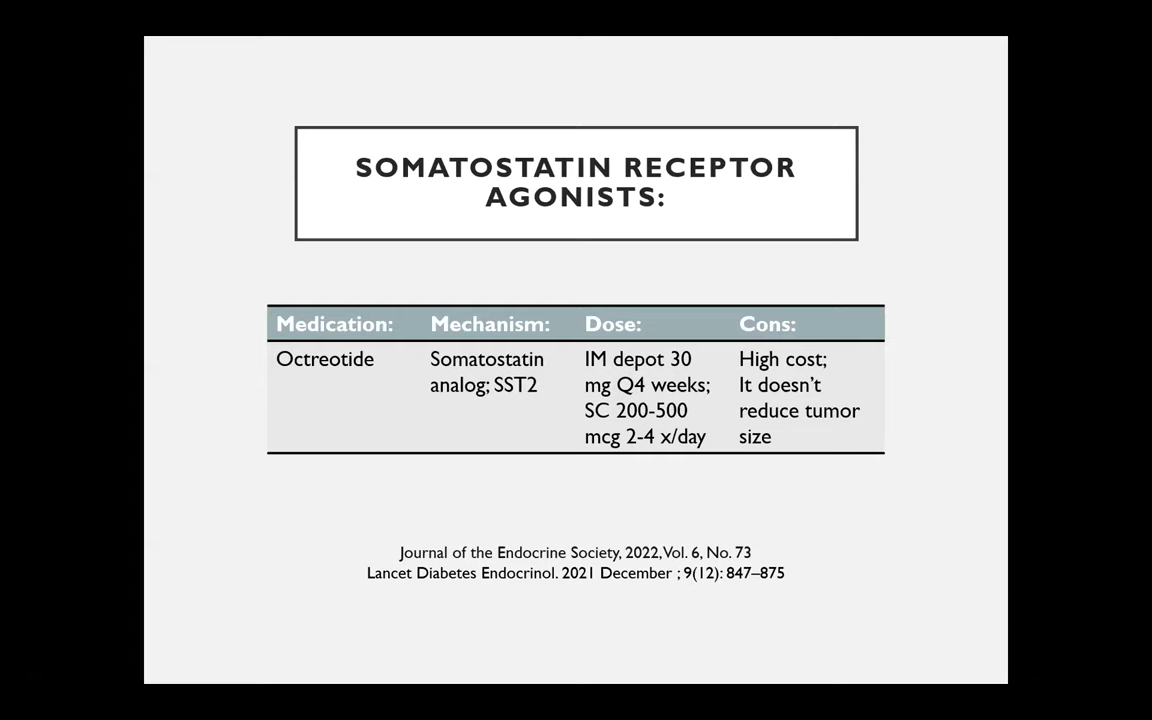 SOMATOSTATIN RECEPTOR
AGONISTS:
Medication: Mechanism: Dose: Cons:
Octreotide Somatostatin IM depot 30 High cost;
analog; SST2 mg Q4 weeks; It doesn't
SC 200-500 reduce tumor
mcg 2-4 x/day size
Journal of the Endocrine Society, 2022, Vol. 6, No. 73
Lancet Diabetes Endocrinol. 2021 December ; 9(12): 847–875